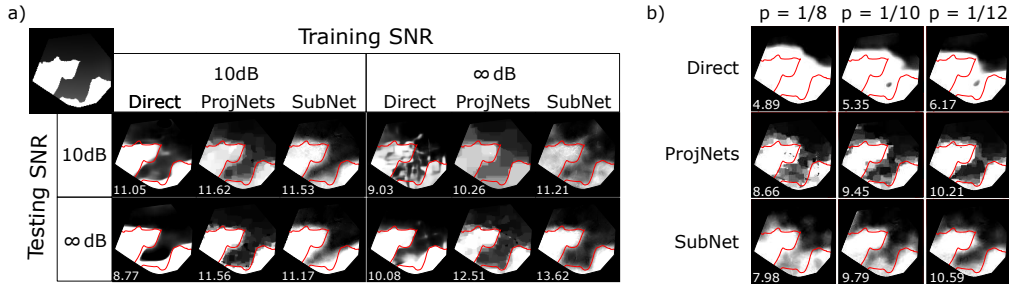 a)
Training SNR
10dB
∞ dB
Direct ProjNets SubNet Direct ProjNets SubNet
Testing SNR
10dB
11.05 11.62 11.53 9.03 10.26 11.21
∞ dB
8.77 11.56 11.17 10.08 12.51 13.62
b)
p = 1/8 p = 1/10 p = 1/12
Direct
4.89 5.35 6.17
ProjNets
8.66 9.45 10.21
SubNet
7.98 9.79 10.59